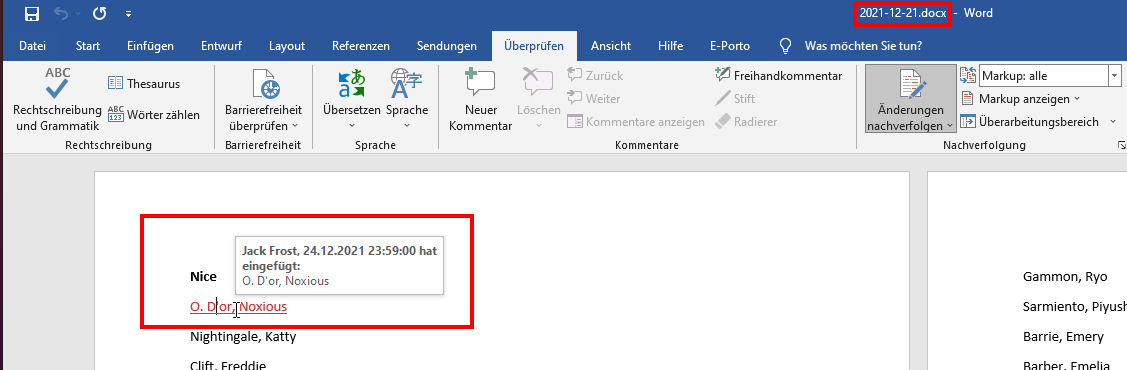 2021-12-21.docx - Word
Datei Start Einfügen Entwurf Layout Referenzen Sendungen Überprüfen Ansicht Hilfe E-Porto Was möchten Sie tun?
ABC
Rechtschreibung
und Grammatik
Thesaurus
ABC
123
Wörter zählen
Rechtschreibung
Barrierefreiheit
überprüfen
Barrierefreiheit
Übersetzen
Sprache
Sprache
Neuer
Kommentar
Löschen
Zurück
Weiter
Kommentare anzeigen
Freihandkommentar
Stift
Radierer
Kommentare
Änderungen
nachverfolgen
Markup: alle
Markup anzeigen
Überarbeitungsbereich
Nachverfolgung
Jack Frost, 24.12.2021 23:59:00 hat
eingefügt:
O. D'or, Noxious
Nice
O. D'or, Noxious
Nightingale, Katty
Clift, Freddie
Gammon, Ryo
Sarmiento, Piyush
Barrie, Emery
Barber, Emelia